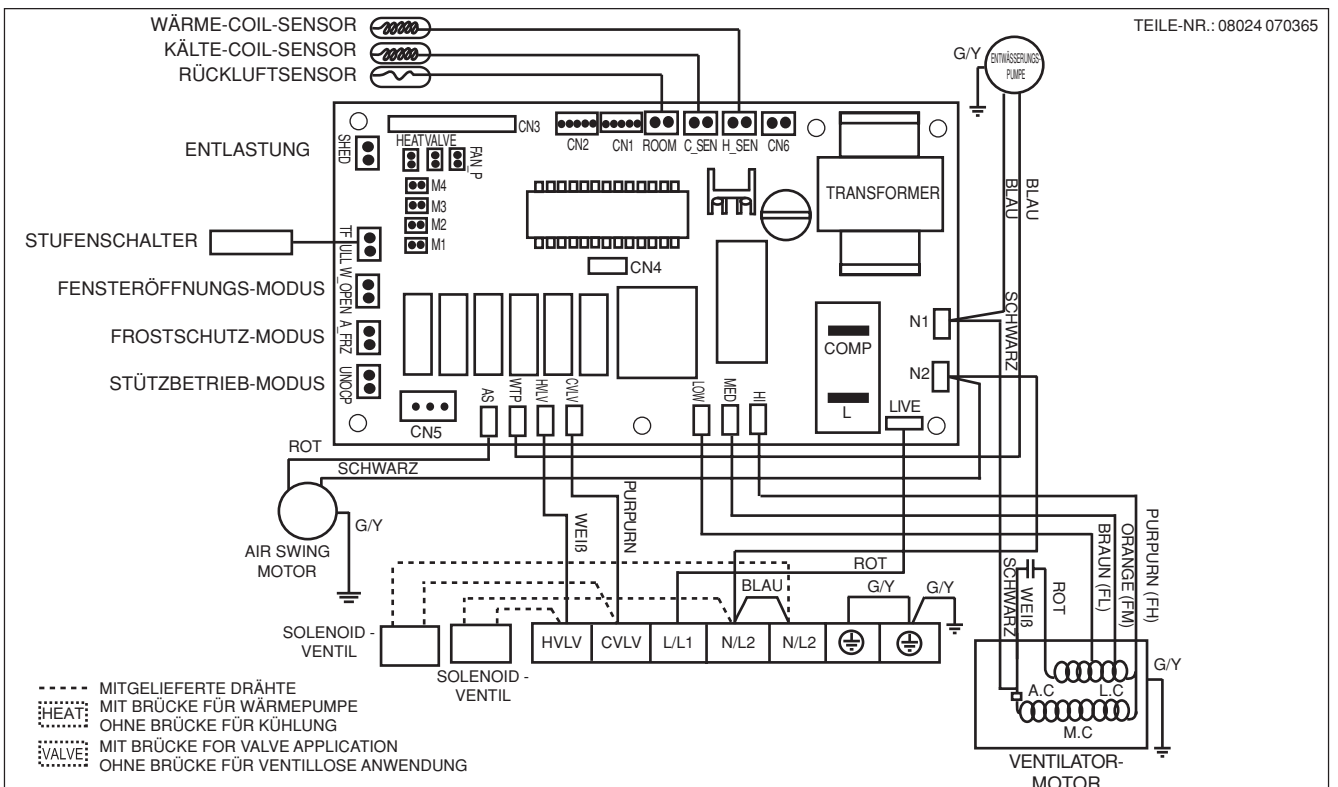 WÄRME-COIL-SENSOR
KÄLTE-COIL-SENSOR
RÜCKLUFTSENSOR
TEILE-NR.: 08024 070365
G/Y
ENTWÄSSERUNGS-
PUMPE
BLAU
BLAU
ENTLASTUNG
SHED
CN3
HEAT
VALVE
FAN_P
CN2
CN1
ROOM
C_SEN
H_SEN
CN6
M4
M3
M2
M1
TRANSFORMER
STUFENSCHALTER
TFULL
FENSTERÖFFNUNGS-MODUS
W_OPEN
CN4
FROSTSCHUTZ-MODUS
A_FRZ
STÜTZBETRIEB-MODUS
UNOCP
CN5
AS
WTP
HVLV
CVLV
LOW
MED
HI
COMP
L
LIVE
N1
N2
SCHWARZ
ROT
SCHWARZ
G/Y
AIR SWING
MOTOR
WEIß
PURPURN
ROT
BLAU
G/Y
G/Y
SOLENOID -
VENTIL
SOLENOID -
VENTIL
HVLV
CVLV
L/L1
N/L2
N/L2
SCHWARZ
WEIß
ROT
BRAUN (FL)
ORANGE (FM)
PURPURN (FH)
G/Y
A.C
L.C
M.C
VENTILATOR-
MOTOR
MITGELIEFERTE DRÄHTE
HEAT
MIT BRÜCKE FÜR WÄRMEPUMPE
OHNE BRÜCKE FÜR KÜHLUNG
VALVE
MIT BRÜCKE FOR VALVE APPLICATION
OHNE BRÜCKE FÜR VENTILLOSE ANWENDUNG